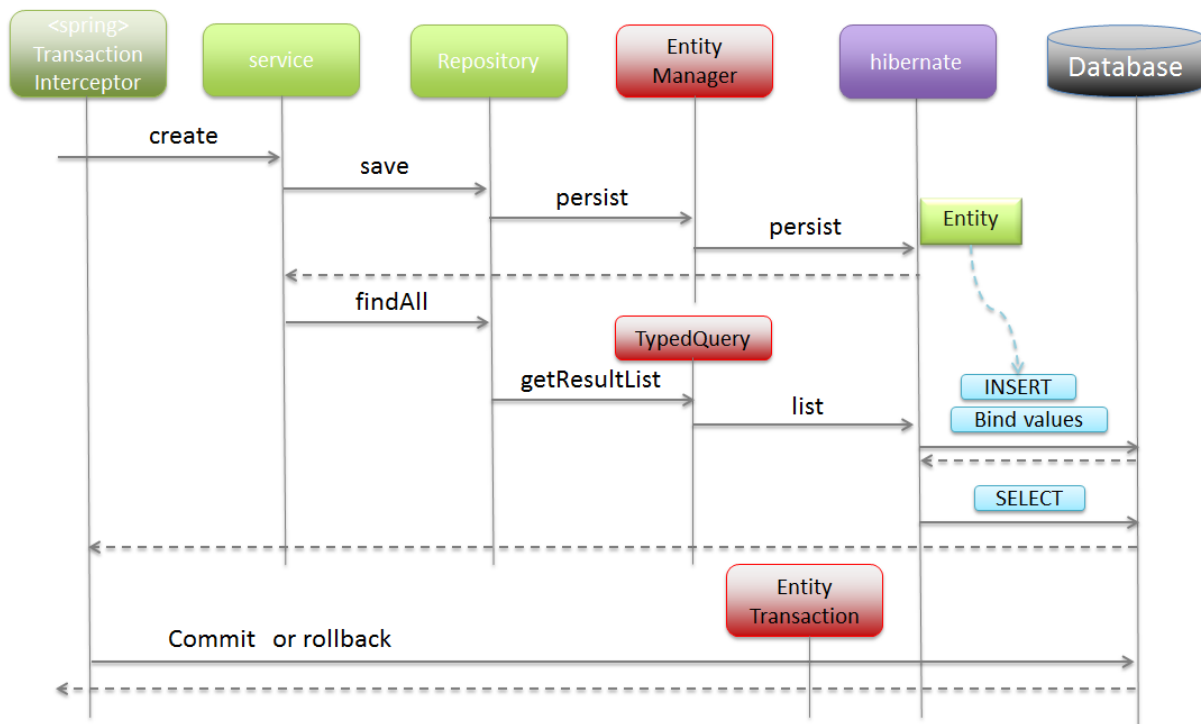 <spring>
Transaction
Interceptor
service
Repository
Entity
Manager
hibernate
Database
create
save
persist
persist
Entity
findAll
TypedQuery
getResultList
list
INSERT
Bind values
SELECT
Entity
Transaction
Commit or rollback